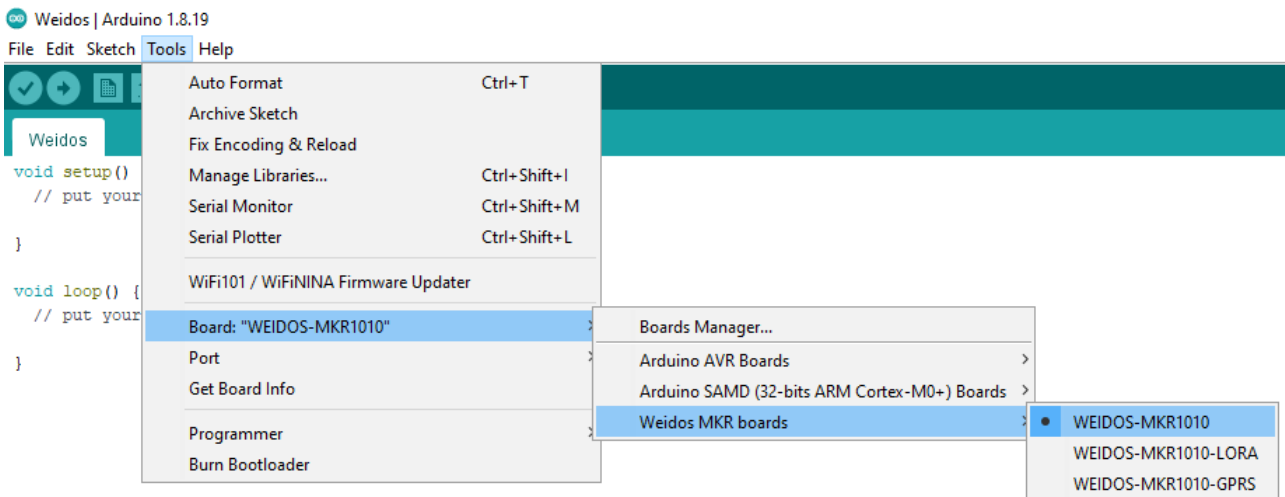 Weidos | Arduino 1.8.19
File Edit Sketch Tools Help
Weidos
void setup()
// put your
}
void loop() {
// put your
}
Auto Format Ctrl+T
Archive Sketch
Fix Encoding & Reload
Manage Libraries... Ctrl+Shift+I
Serial Monitor Ctrl+Shift+M
Serial Plotter Ctrl+Shift+L
WiFi101 / WiFiNINA Firmware Updater
Board: "WEIDOS-MKR1010"
Port
Get Board Info
Programmer
Burn Bootloader
Boards Manager...
Arduino AVR Boards
Arduino SAMD (32-bits ARM Cortex-M0+) Boards
Weidos MKR boards
WEIDOS-MKR1010
WEIDOS-MKR1010-LORA
WEIDOS-MKR1010-GPRS